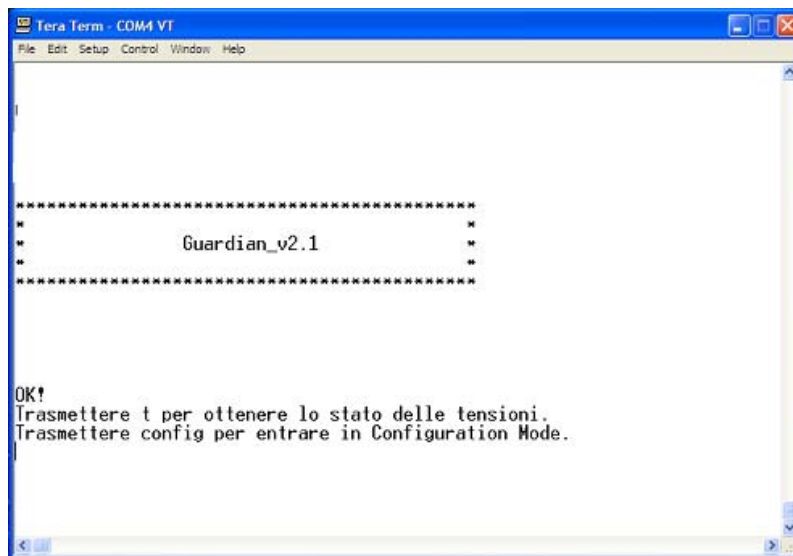 Tera Term - COM4 VT
File Edit Setup Control Window Help
********************************************
* *
* Guardian_v2.1 *
* *
********************************************
OK!
Trasmettere t per ottenere lo stato delle tensioni.
Trasmettere config per entrare in Configuration Mode.